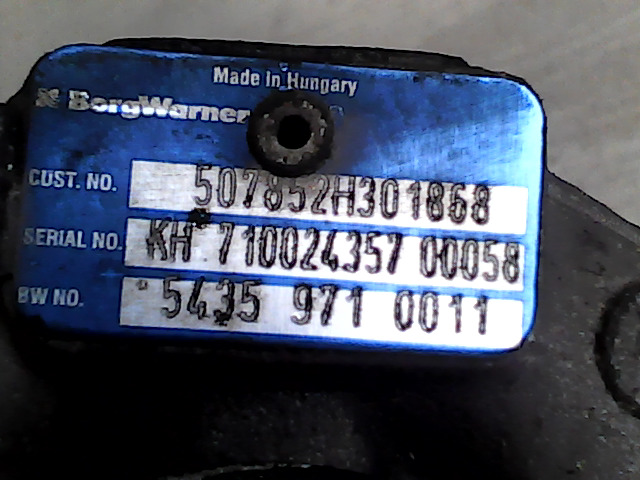 Made in Hungary
BorgWarner
CUST. NO. 507852H301868
SERIAL NO. KH 710024357 00058
BW NO. 5435 971 0011